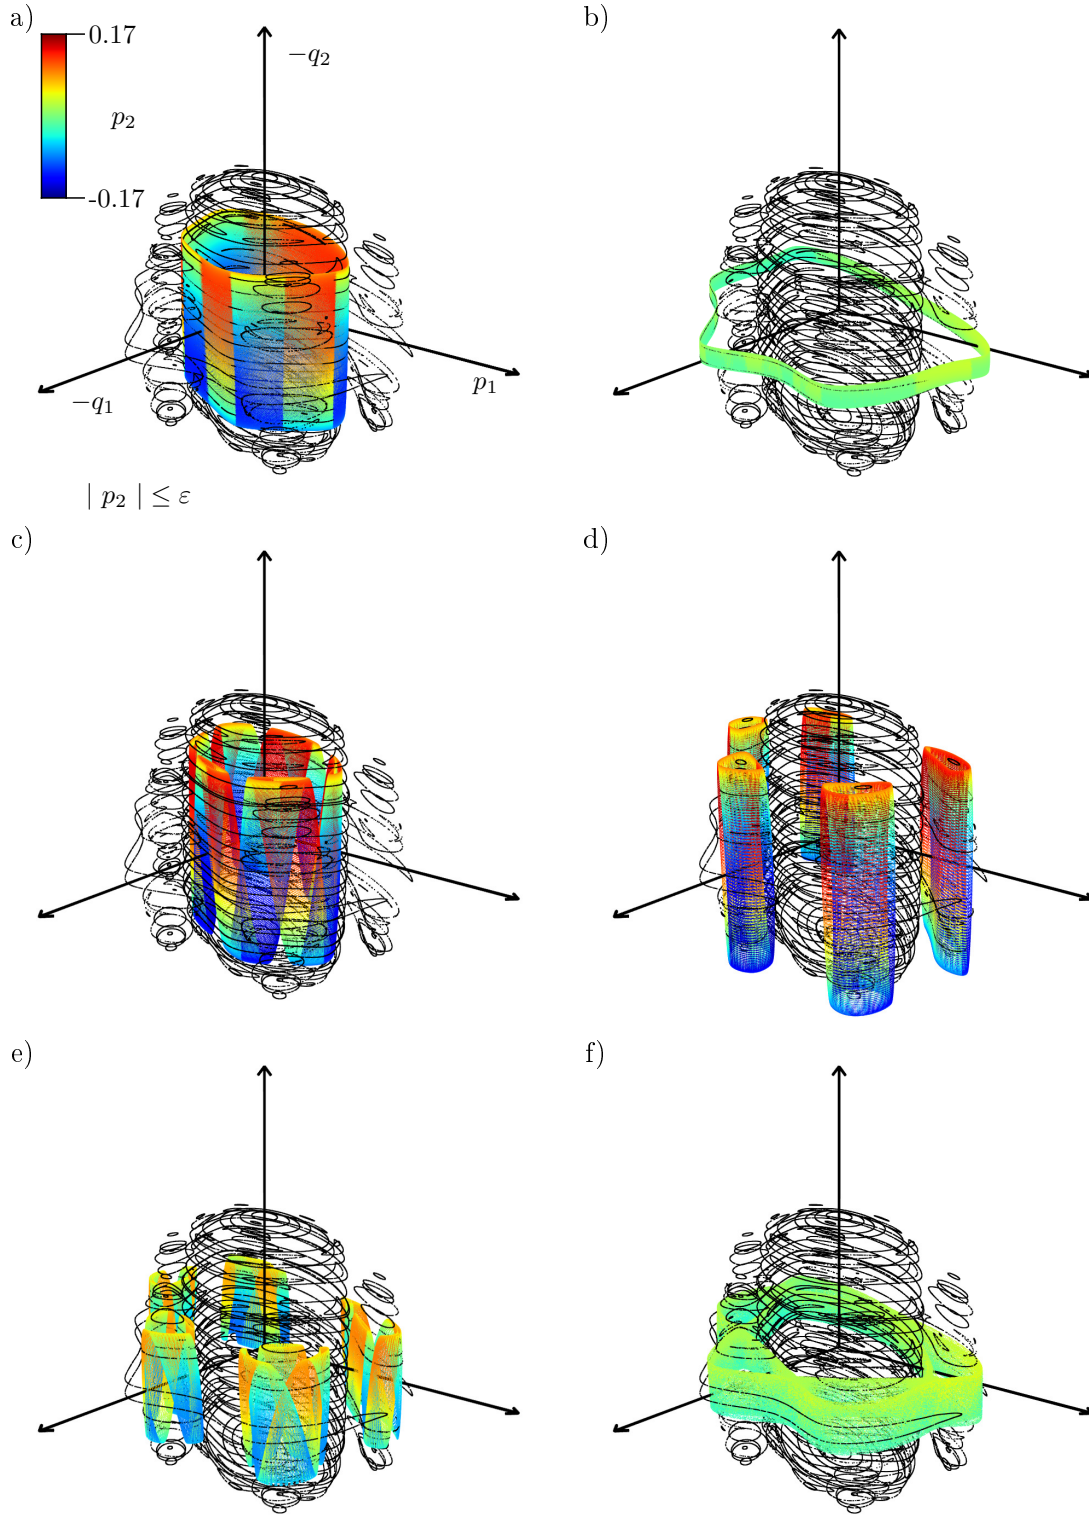 a)
b)
0.17
−q₂
p₂
-0.17
−q₁
p₁
| p₂ | ≤ ε
c)
d)
e)
f)